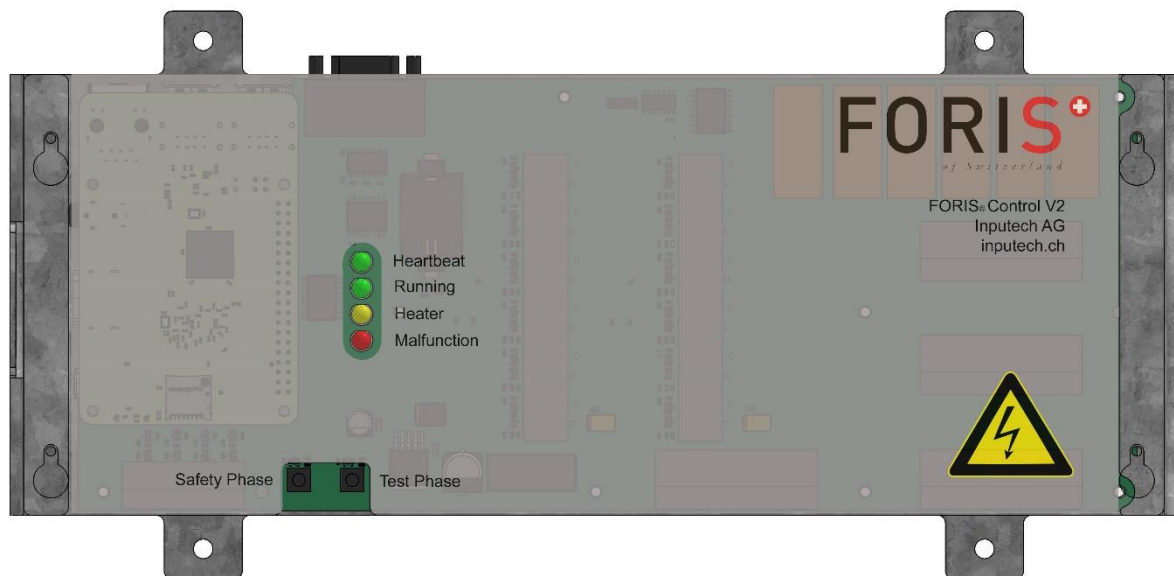 FORIS
of Switzerland
FORIS® Control V2
Inputech AG
inputech.ch
Heartbeat
Running
Heater
Malfunction
Safety Phase
Test Phase